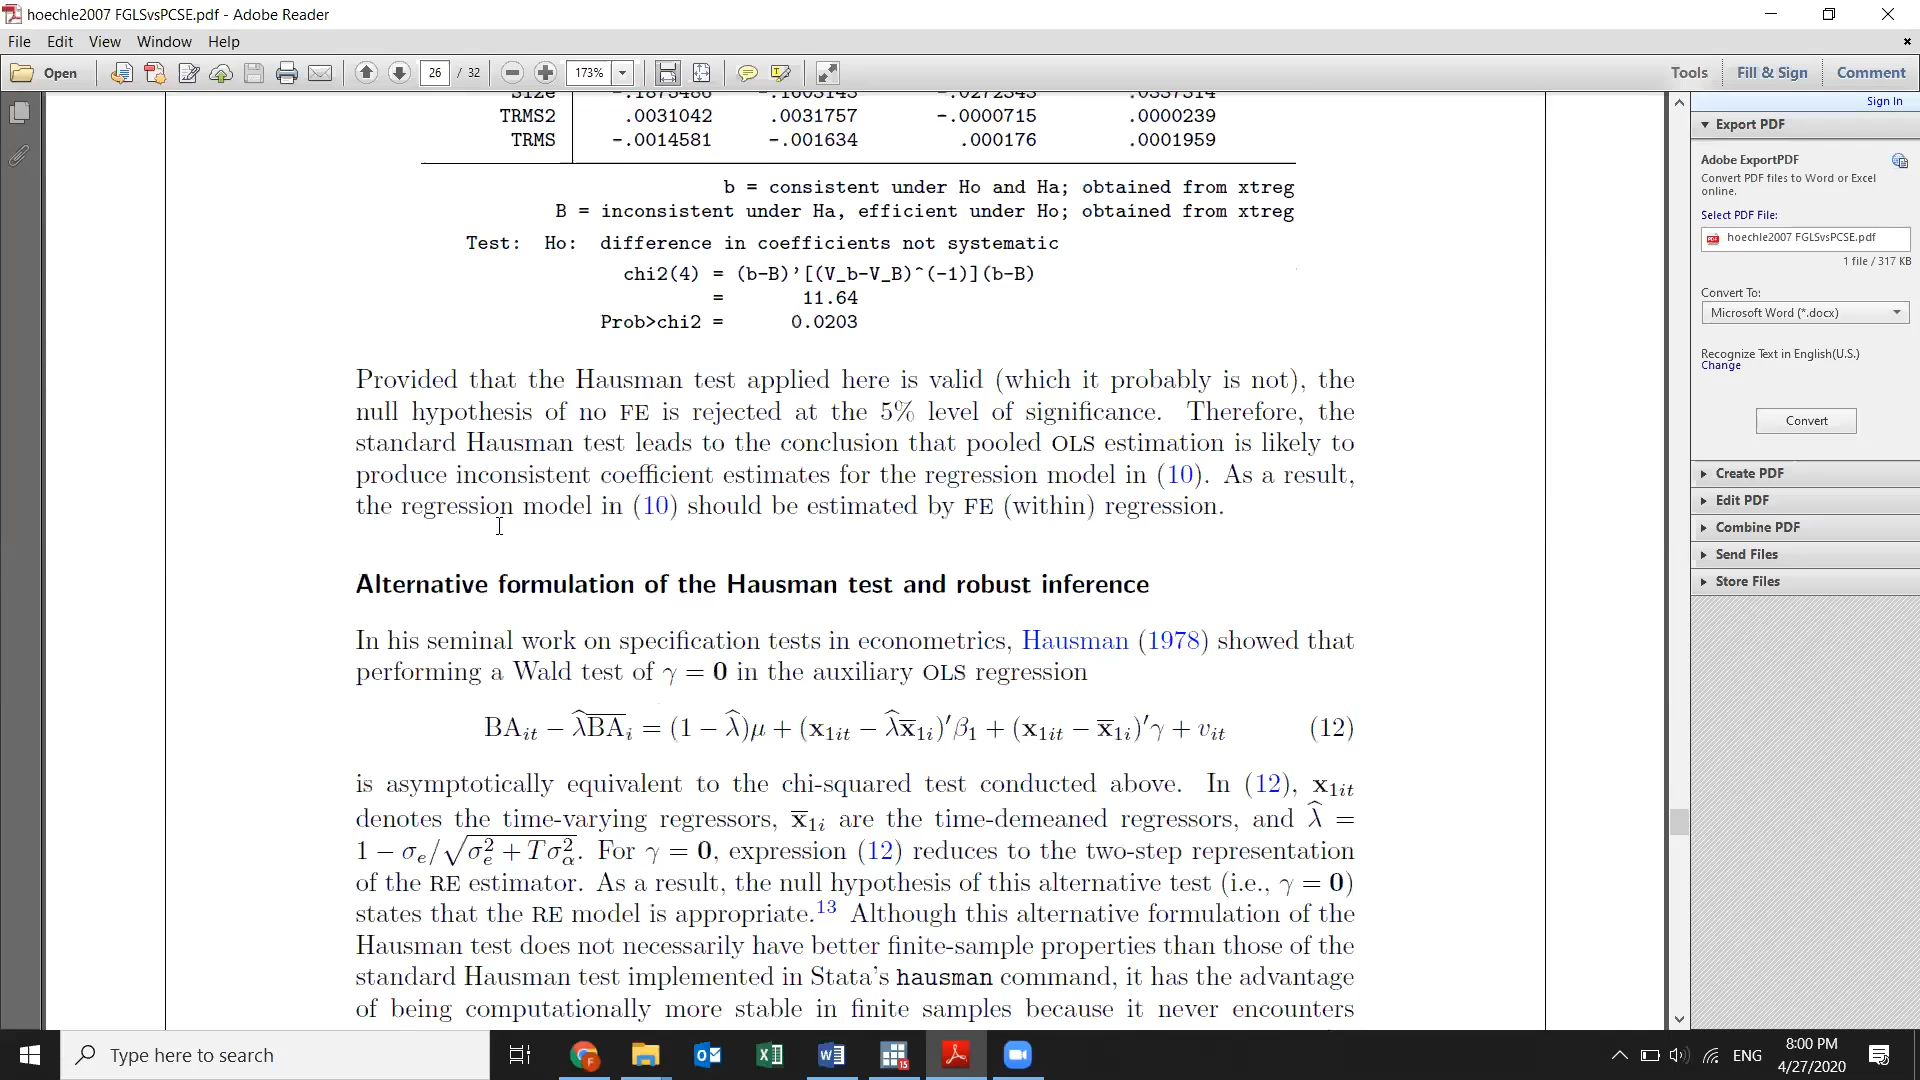 hoechle2007 FGLSvsPCSE.pdf - Adobe Reader
File Edit View Window Help
Open 26 / 32 173% Tools Fill & Sign Comment
Sign In
Size -.1873486 -.1603143 -.0272343 .0337314
TRMS2 .0031042 .0031757 -.0000715 .0000239
TRMS -.0014581 -.001634 .000176 .0001959
b = consistent under Ho and Ha; obtained from xtreg
B = inconsistent under Ha, efficient under Ho; obtained from xtreg
Test: Ho: difference in coefficients not systematic
chi2(4) = (b-B)'[(V_b-V_B)^(-1)](b-B)
= 11.64
Prob>chi2 = 0.0203
Provided that the Hausman test applied here is valid (which it probably is not), the
null hypothesis of no FE is rejected at the 5% level of significance. Therefore, the
standard Hausman test leads to the conclusion that pooled OLS estimation is likely to
produce inconsistent coefficient estimates for the regression model in (10). As a result,
the regression model in (10) should be estimated by FE (within) regression.
Alternative formulation of the Hausman test and robust inference
In his seminal work on specification tests in econometrics, Hausman (1978) showed that
performing a Wald test of γ = 0 in the auxiliary OLS regression
BA_it − λ̂B̅A̅_i = (1 − λ̂)μ + (x_1it − λ̂x̅_1i)′β_1 + (x_1it − x̅_1i)′γ + v_it (12)
is asymptotically equivalent to the chi-squared test conducted above. In (12), x_1it
denotes the time-varying regressors, x̅_1i are the time-demeaned regressors, and λ̂ =
1 − σ_e/√(σ_e² + Tσ_α²). For γ = 0, expression (12) reduces to the two-step representation
of the RE estimator. As a result, the null hypothesis of this alternative test (i.e., γ = 0)
states that the RE model is appropriate.13 Although this alternative formulation of the
Hausman test does not necessarily have better finite-sample properties than those of the
standard Hausman test implemented in Stata's hausman command, it has the advantage
of being computationally more stable in finite samples because it never encounters
Export PDF
Adobe ExportPDF
Convert PDF files to Word or Excel
online.
Select PDF File:
hoechle2007 FGLSvsPCSE.pdf
1 file / 317 KB
Convert To:
Microsoft Word (*.docx)
Recognize Text in English(U.S.)
Change
Convert
Create PDF
Edit PDF
Combine PDF
Send Files
Store Files
Type here to search
15
ENG
8:00 PM
4/27/2020